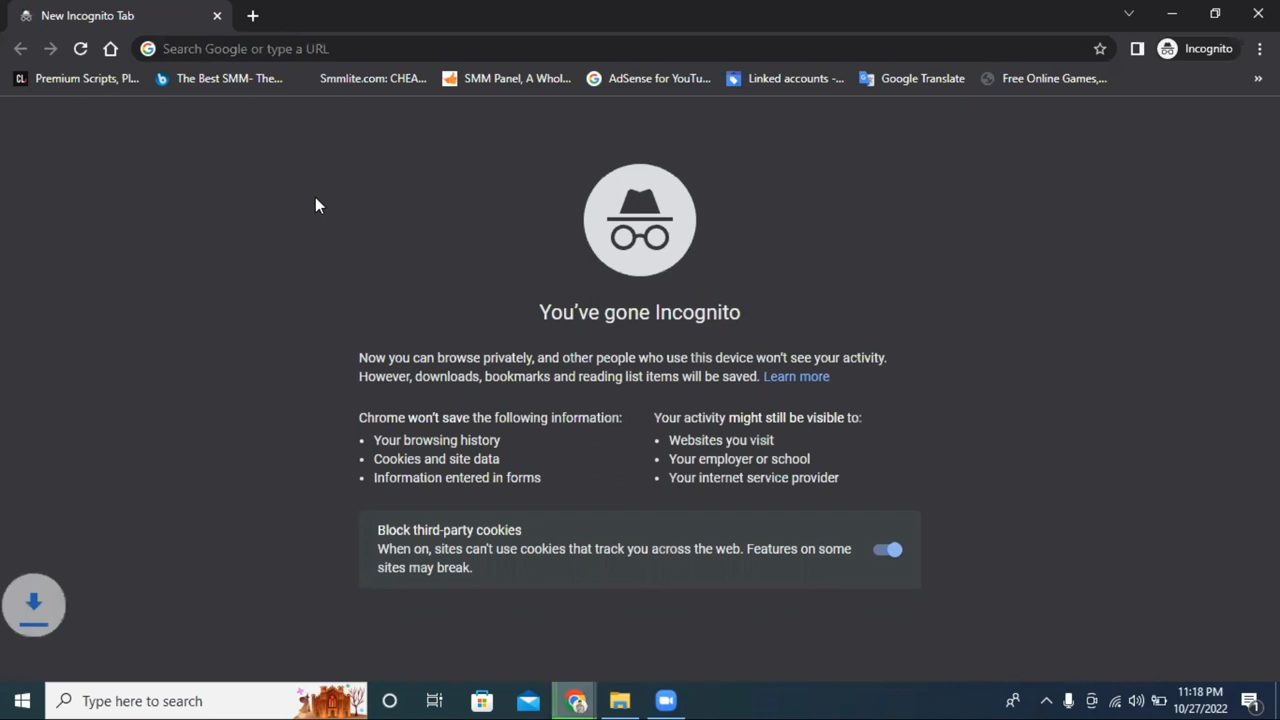 New Incognito Tab
Search Google or type a URL
Incognito
CL Premium Scripts, Pl...
The Best SMM- The...
Smmlite.com: CHEA...
SMM Panel, A Whol...
AdSense for YouTu...
Linked accounts -...
Google Translate
Free Online Games,...
»
You've gone Incognito
Now you can browse privately, and other people who use this device won't see your activity.
However, downloads, bookmarks and reading list items will be saved. Learn more
Chrome won't save the following information:
• Your browsing history
• Cookies and site data
• Information entered in forms
Your activity might still be visible to:
• Websites you visit
• Your employer or school
• Your internet service provider
Block third-party cookies
When on, sites can't use cookies that track you across the web. Features on some
sites may break.
Type here to search
11:18 PM
10/27/2022
1